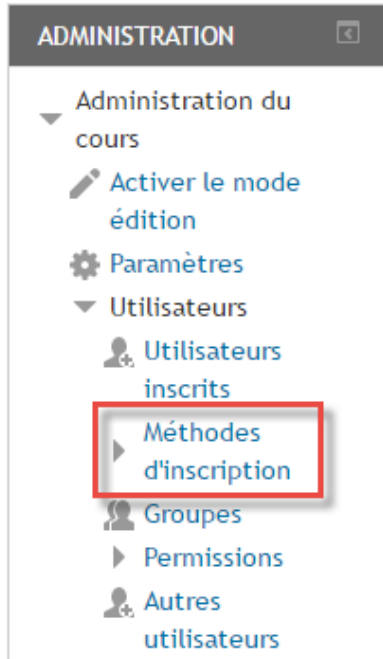 ADMINISTRATION
Administration du
cours
Activer le mode
édition
Paramètres
Utilisateurs
Utilisateurs
inscrits
Méthodes
d'inscription
Groupes
Permissions
Autres
utilisateurs